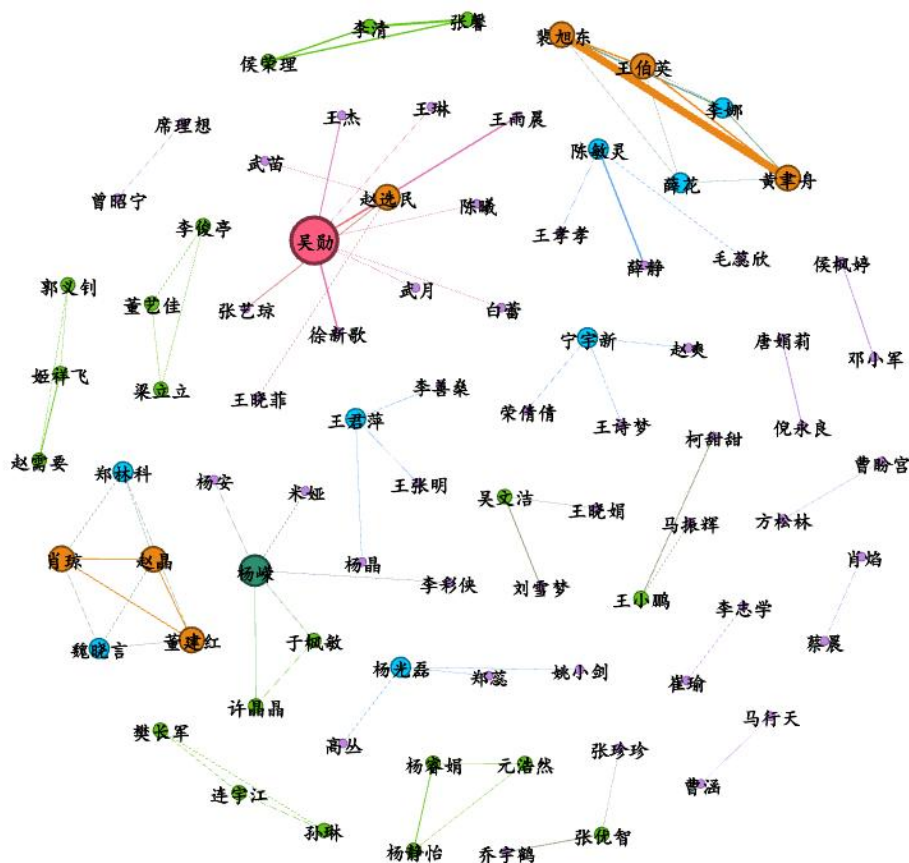 李清
张馨
侯荣理
裴旭东
王伯英
李娜
薛花
黄聿舟
席理想
曾昭宁
王杰
王琳
王雨晨
武苗
赵选民
陈曦
吴勋
武月
白蕾
张艺琼
徐新歌
王晓菲
陈敏灵
王孝孝
薛静
毛蕊欣
侯枫婷
邓小军
李俊亭
董艺佳
梁立立
郭义钊
姬祥飞
赵需要
宁宇新
赵爽
荣倩倩
王诗梦
唐娟莉
倪永良
王君萍
李善燊
王张明
杨晶
柯甜甜
马振辉
王小鹏
曹盼宫
方松林
郑林科
肖琼
赵晶
魏晓言
董建红
杨安
米娅
杨嵘
李彩侠
于枫敏
许晶晶
吴文洁
王晓娟
刘雪梦
肖焰
蔡晨
李忠学
崔瑜
杨光磊
郑蕊
姚小剑
高丛
马行天
曹涵
樊长军
连宇江
孙琳
杨睿娟
亓浩然
杨静怡
张珍珍
张优智
乔宇鹤